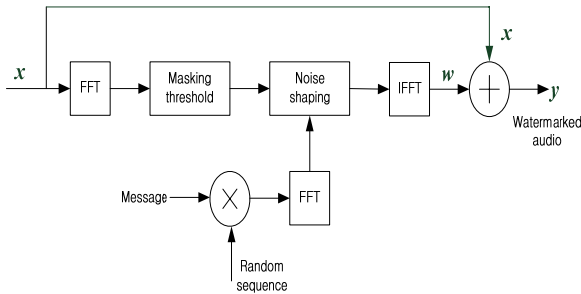 x
x
FFT
Masking
threshold
Noise
shaping
IFFT
w
+
y
Watermarked
audio
Message
X
FFT
Random
sequence